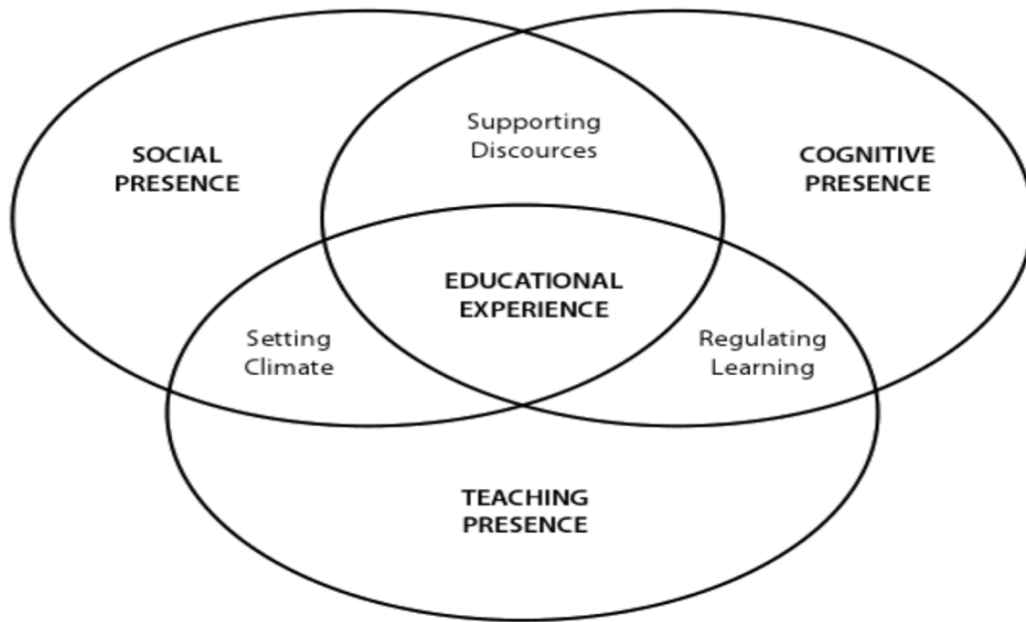 Supporting
Discources
SOCIAL
PRESENCE
COGNITIVE
PRESENCE
EDUCATIONAL
EXPERIENCE
Setting
Climate
Regulating
Learning
TEACHING
PRESENCE